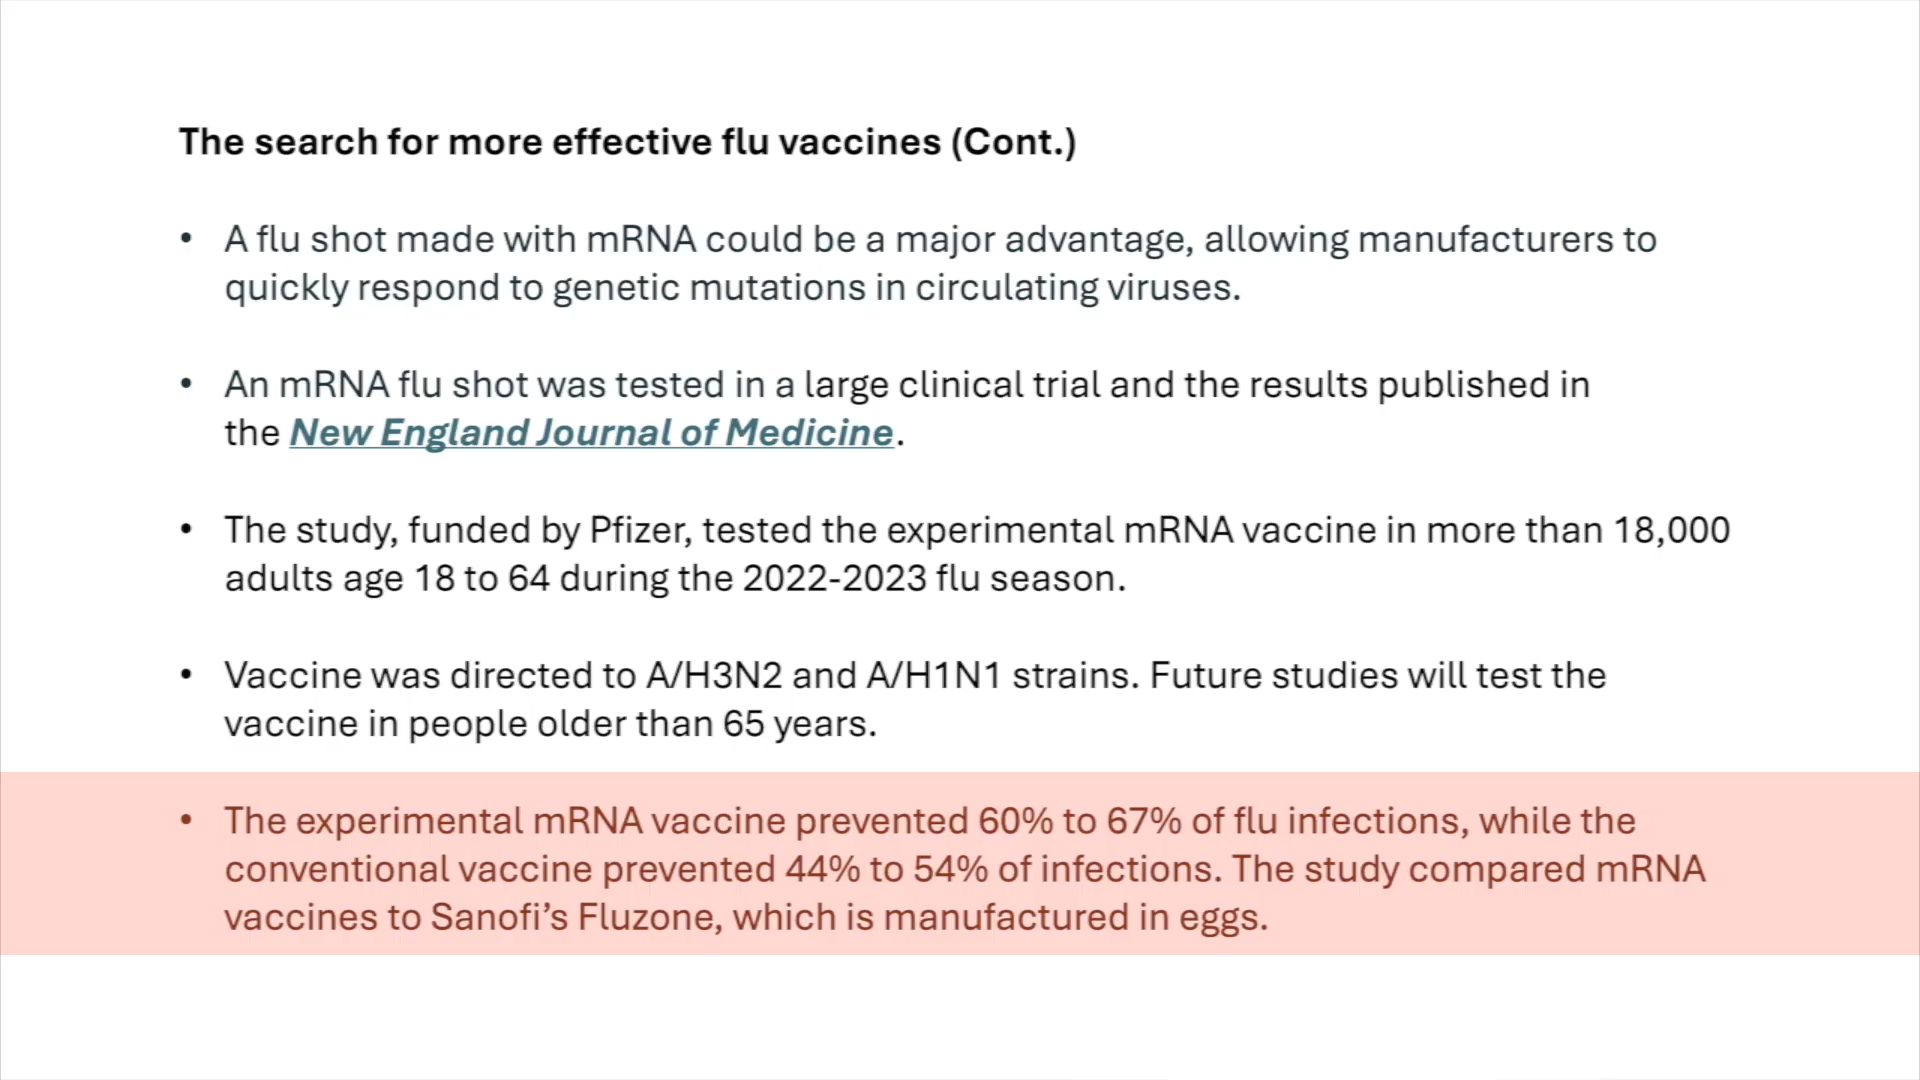 The search for more effective flu vaccines (Cont.)
• A flu shot made with mRNA could be a major advantage, allowing manufacturers to
quickly respond to genetic mutations in circulating viruses.
• An mRNA flu shot was tested in a large clinical trial and the results published in
the New England Journal of Medicine.
• The study, funded by Pfizer, tested the experimental mRNA vaccine in more than 18,000
adults age 18 to 64 during the 2022-2023 flu season.
• Vaccine was directed to A/H3N2 and A/H1N1 strains. Future studies will test the
vaccine in people older than 65 years.
• The experimental mRNA vaccine prevented 60% to 67% of flu infections, while the
conventional vaccine prevented 44% to 54% of infections. The study compared mRNA
vaccines to Sanofi’s Fluzone, which is manufactured in eggs.